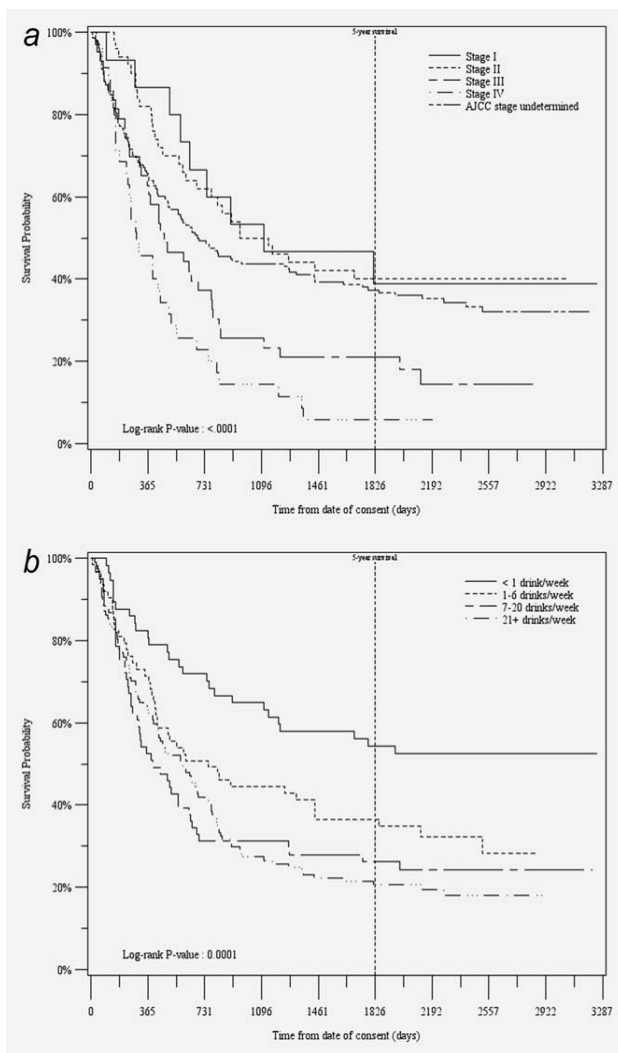 a
5-year survival
100%
80%
60%
40%
20%
0%
Survival Probability
Stage I
Stage II
Stage III
Stage IV
AJCC stage undetermined
Log-rank P-value : <.0001
0 365 731 1096 1461 1826 2192 2557 2922 3287
Time from date of consent (days)
b
5-year survival
100%
80%
60%
40%
20%
0%
Survival Probability
< 1 drink/week
1-6 drinks/week
7-20 drinks/week
21+ drinks/week
Log-rank P-value : 0.0001
0 365 731 1096 1461 1826 2192 2557 2922 3287
Time from date of consent (days)